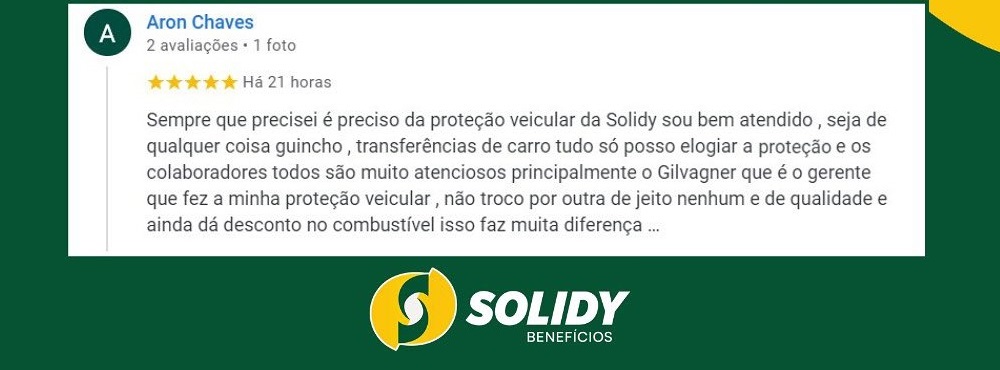 A
Aron Chaves
2 avaliações • 1 foto
Há 21 horas
Sempre que precisei é preciso da proteção veicular da Solidy sou bem atendido , seja de
qualquer coisa guincho , transferências de carro tudo só posso elogiar a proteção e os
colaboradores todos são muito atenciosos principalmente o Gilvagner que é o gerente
que fez a minha proteção veicular , não troco por outra de jeito nenhum e de qualidade e
ainda dá desconto no combustível isso faz muita diferença ...
SOLIDY
BENEFÍCIOS